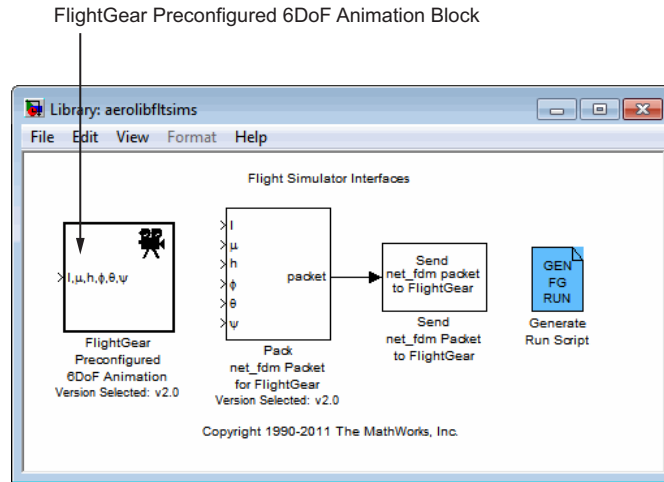 FlightGear Preconfigured 6DoF Animation Block
Library: aerolibfltsims
File Edit View Format Help
Flight Simulator Interfaces
l,μ,h,ϕ,θ,ψ
FlightGear
Preconfigured
6DoF Animation
Version Selected: v2.0
l
μ
h
ϕ
θ
ψ
packet
Pack
net_fdm Packet
for FlightGear
Version Selected: v2.0
Send
net_fdm packet
to FlightGear
Send
net_fdm Packet
to FlightGear
GEN
FG
RUN
Generate
Run Script
Copyright 1990-2011 The MathWorks, Inc.